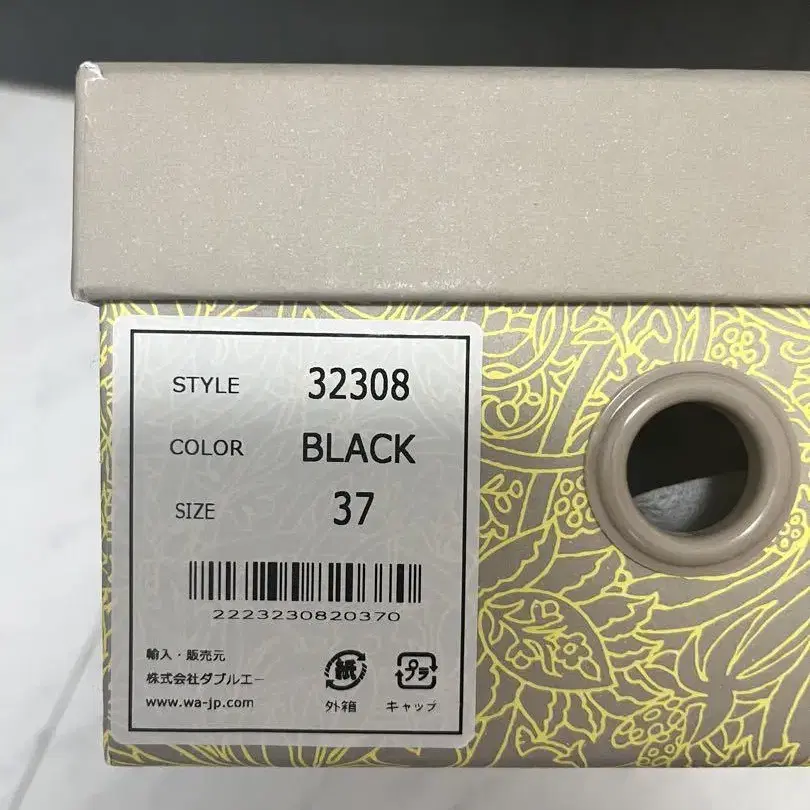 STYLE 32308
COLOR BLACK
SIZE 37
2223230820370
輸入・販売元
株式会社ダブルエー
www.wa-jp.com
紙
外箱
プラ
キャップ